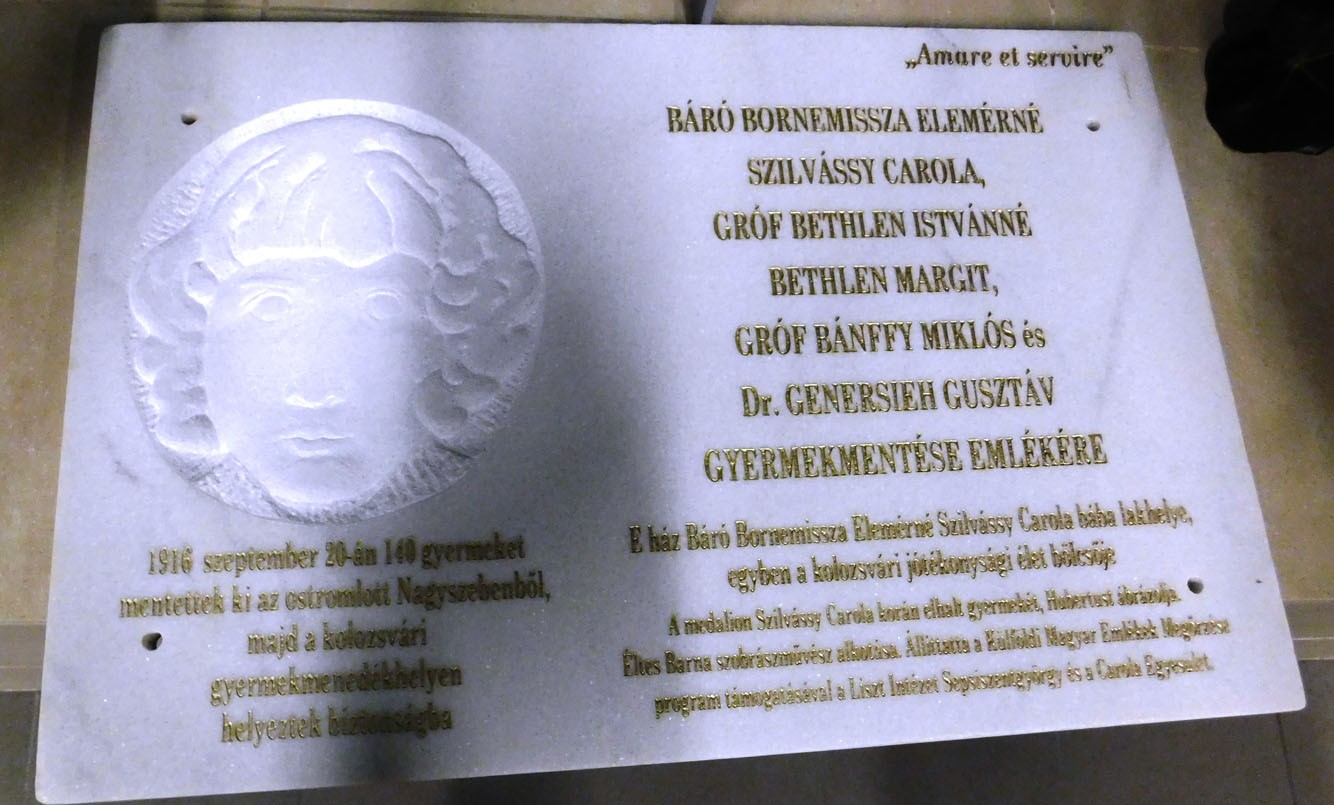 „Amare et servire”
BÁRÓ BORNEMISSZA ELEMÉRNÉ
SZILVÁSSY CAROLA,
GRÓF BETHLEN ISTVÁNNÉ
BETHLEN MARGIT,
GRÓF BÁNFFY MIKLÓS és
Dr. GENERSIEH GUSZTÁV
GYERMEKMENTÉSE EMLÉKÉRE
1916 szeptember 20-án 140 gyermeket
mentettek ki az ostromlott Nagyszebenből,
majd a kolozsvári
gyermekmenedékhelyen
helyeztek biztonságba
E ház Báró Bornemissza Elemérné Szilvássy Carola bába lakhelye,
egyben a kolozsvári jótékonysági élet bölcsője
A medalion Szilvássy Carola korán elhalt gyermekét, Hubertust ábrázolja.
Éltes Barna szobrászművész alkotása. Állíttatta a Külföldi Magyar Emlékek Megőrzése
program támogatásával a Liszt Intézet Sepsiszentgyörgy és a Carola Egyesület.